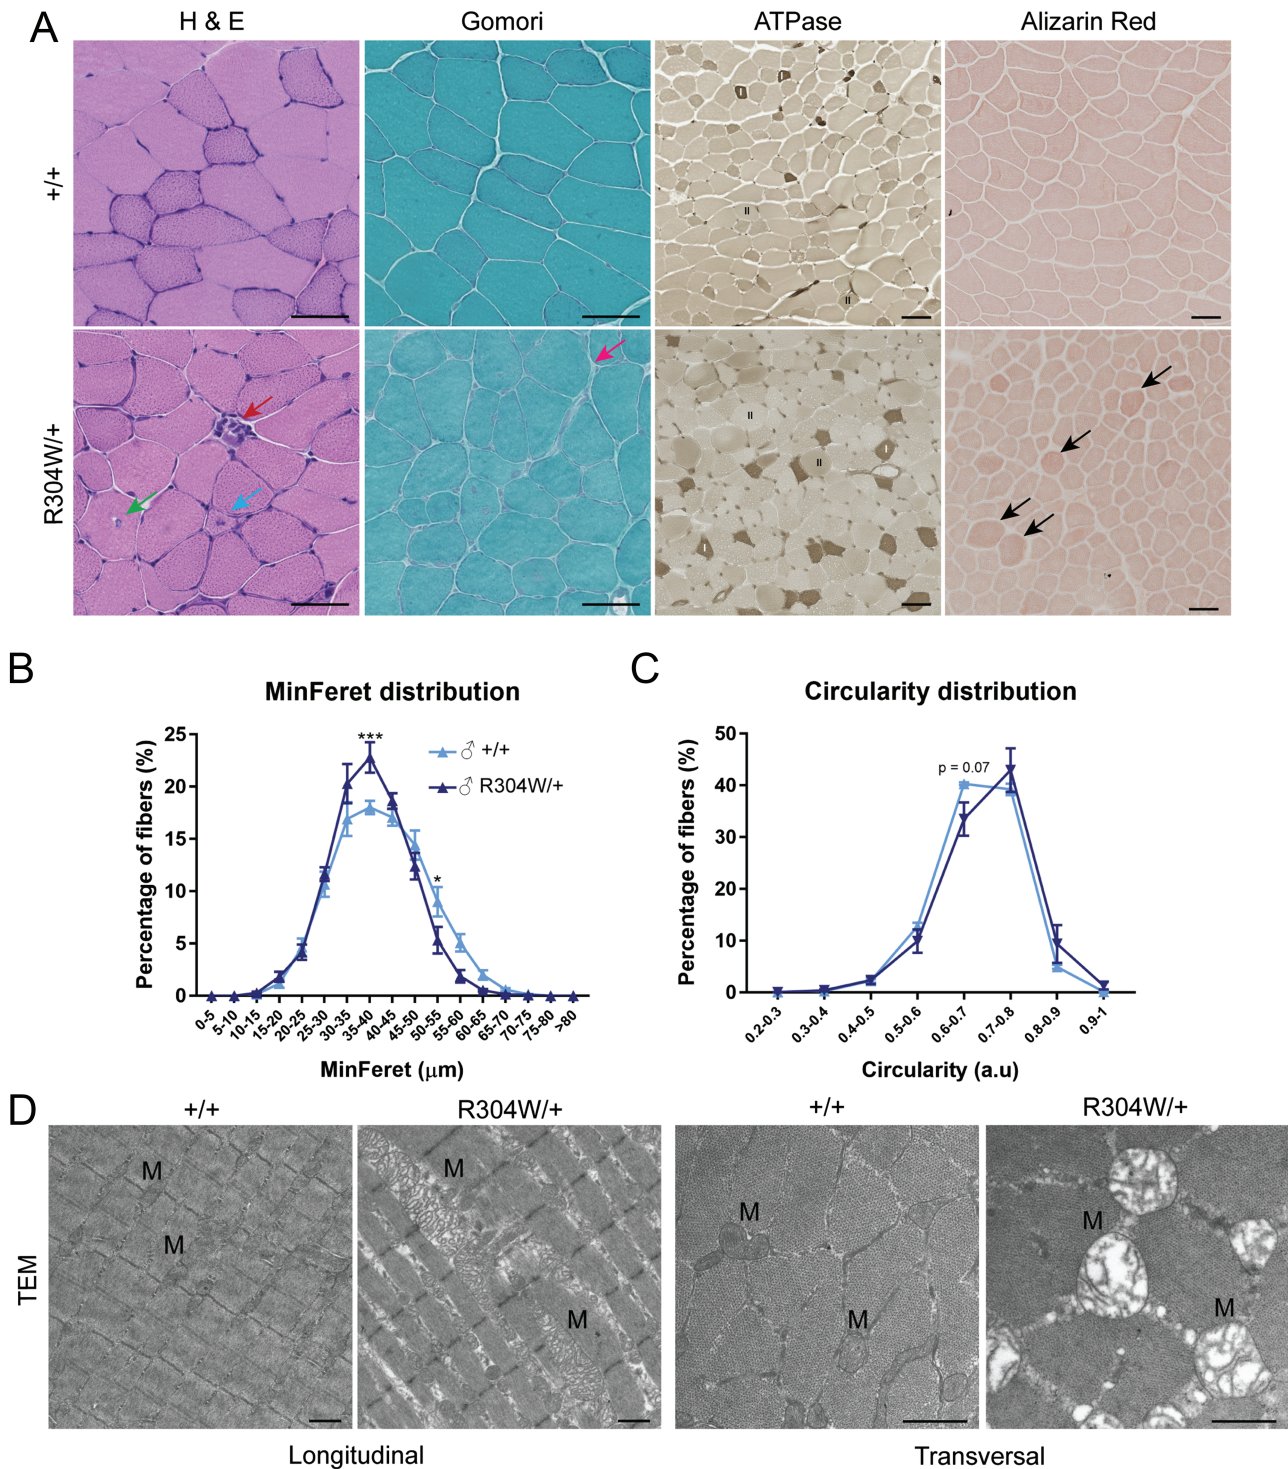 A
H & E
Gomori
ATPase
Alizarin Red
+/+
I
I
II
II
R304W/+
II
I
II
I
B
MinFeret distribution
Percentage of fibers (%)
25
20
15
10
5
0
***
*
♂ +/+
♂ R304W/+
0-5
5-10
10-15
15-20
20-25
25-30
30-35
35-40
40-45
45-50
50-55
55-60
60-65
65-70
70-75
75-80
>80
MinFeret (μm)
C
Circularity distribution
Percentage of fibers (%)
50
40
30
20
10
0
p = 0.07
0.2-0.3
0.3-0.4
0.4-0.5
0.5-0.6
0.6-0.7
0.7-0.8
0.8-0.9
0.9-1
Circularity (a.u)
D
+/+
R304W/+
+/+
R304W/+
TEM
M
M
M
M
M
M
M
M
Longitudinal
Transversal